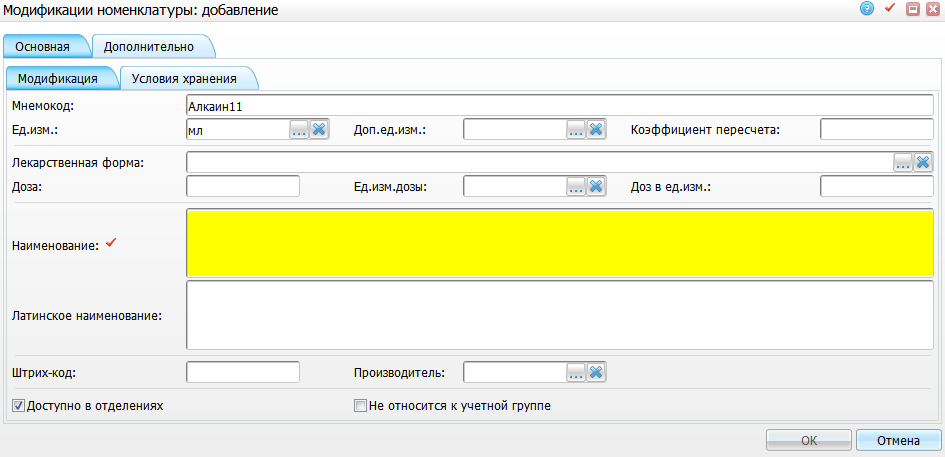 Модификации номенклатуры: добавление
Основная Дополнительно
Модификация Условия хранения
Мнемокод: Алкаин11
Ед.изм.: мл ... Доп.ед.изм.: ... Коэффициент пересчета:
Лекарственная форма: ...
Доза: Ед.изм.дозы: ... Доз в ед.изм.:
Наименование:
Латинское наименование:
Штрих-код: Производитель: ...
Доступно в отделениях Не относится к учетной группе
ОК Отмена